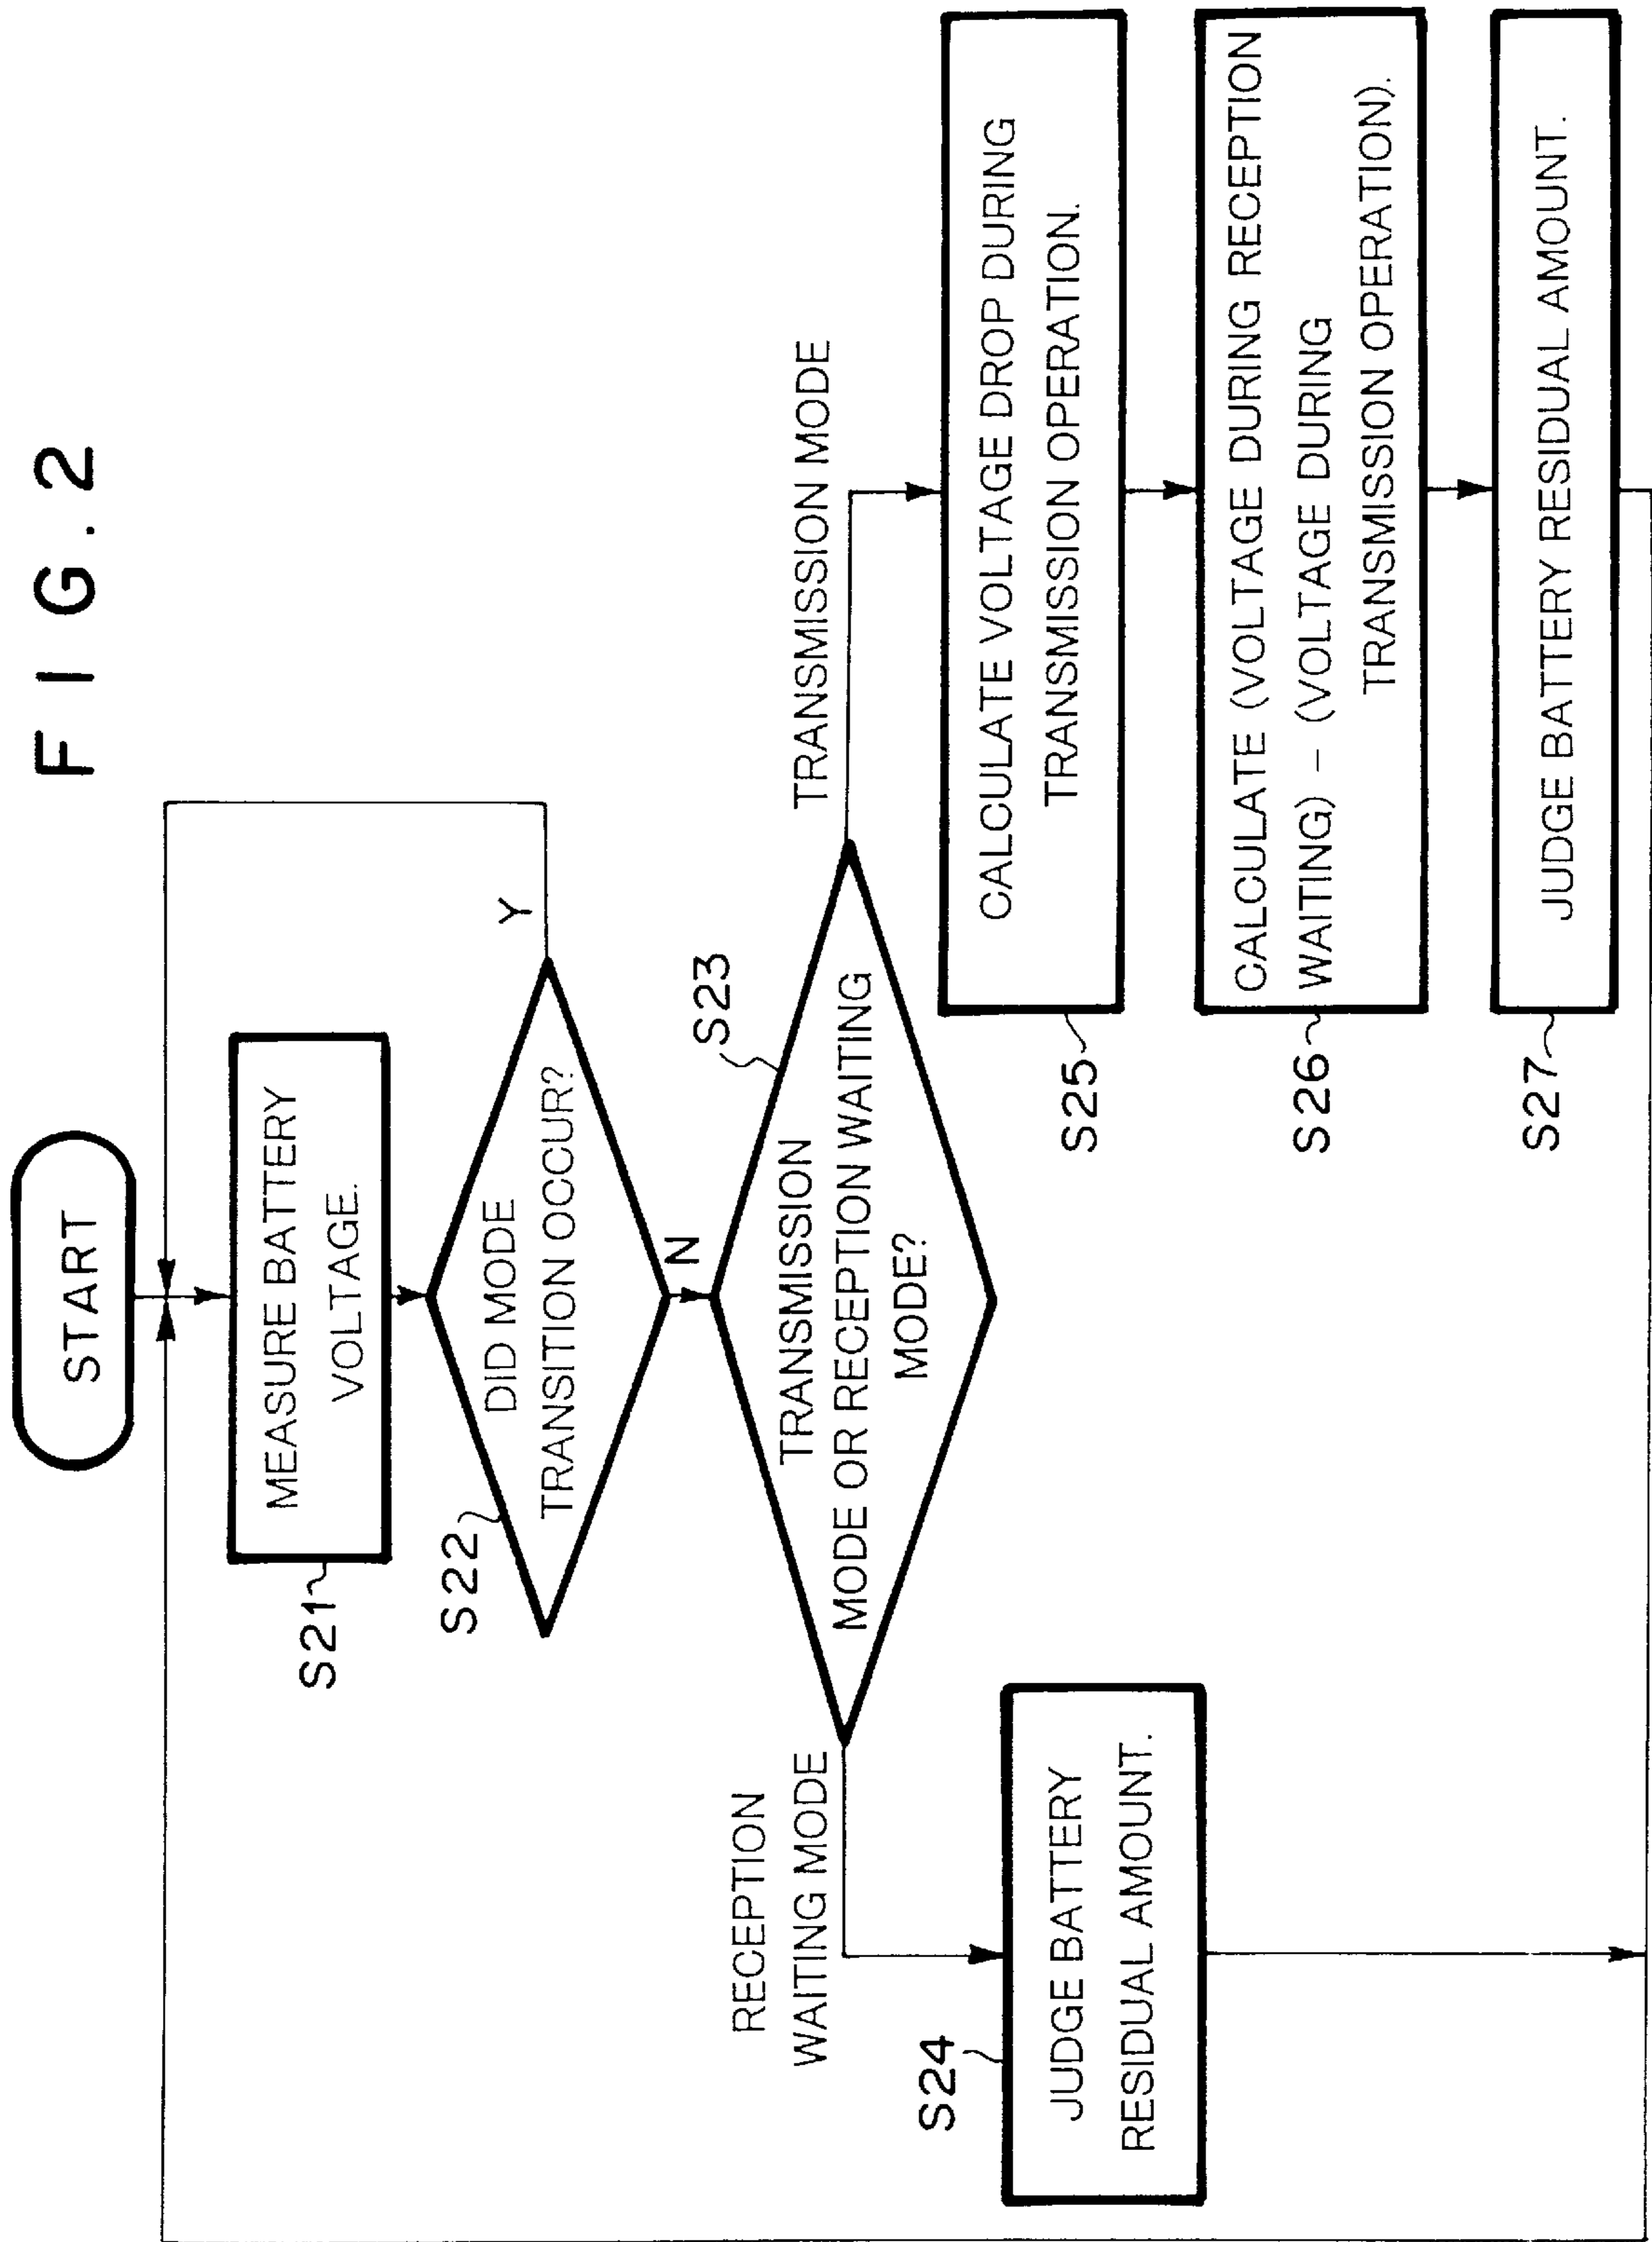 FIG.2
START
MEASURE BATTERY
VOLTAGE.
S21
DID MODE
TRANSITION OCCUR?
S22
Y
N
TRANSMISSION
MODE OR RECEPTION WAITING
MODE?
S23
RECEPTION
WAITING MODE
TRANSMISSION MODE
JUDGE BATTERY
RESIDUAL AMOUNT.
S24
CALCULATE VOLTAGE DROP DURING
TRANSMISSION OPERATION.
S25
CALCULATE (VOLTAGE DURING RECEPTION
WAITING) – (VOLTAGE DURING
TRANSMISSION OPERATION).
S26
JUDGE BATTERY RESIDUAL AMOUNT.
S27